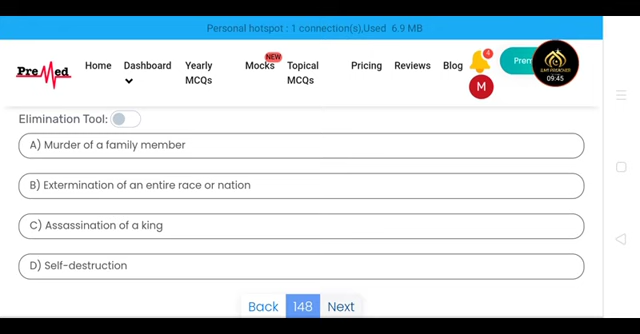 Personal hotspot : 1 connection(s),Used 6.9 MB
PreMed
Home
Dashboard
Yearly
MCQs
Mocks
NEW
Topical
MCQs
Pricing
Reviews
Blog
4
M
09:45
Elimination Tool:
A) Murder of a family member
B) Extermination of an entire race or nation
C) Assassination of a king
D) Self-destruction
Back 148 Next